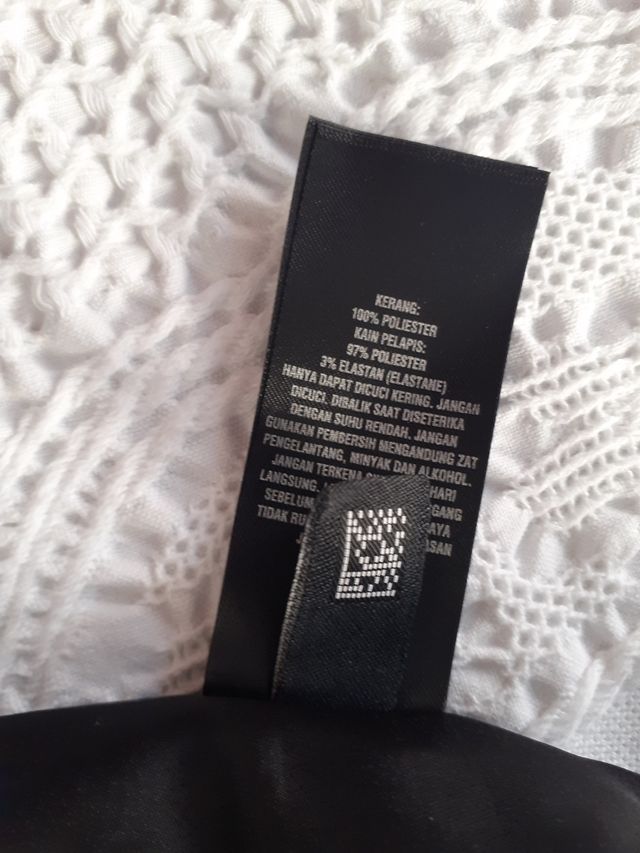 KERANG:
100% POLIESTER
KAIN PELAPIS:
97% POLIESTER
3% ELASTAN (ELASTANE)
HANYA DAPAT DICUCI KERING. JANGAN
DICUCI. DIBALIK SAAT DISETERIKA
DENGAN SUHU RENDAH. JANGAN
GUNAKAN PEMBERSIH MENGANDUNG ZAT
PENGELANTANG, MINYAK DAN ALKOHOL.
JANGAN TERKENA HARI
LANGSUNG.
TIDAK